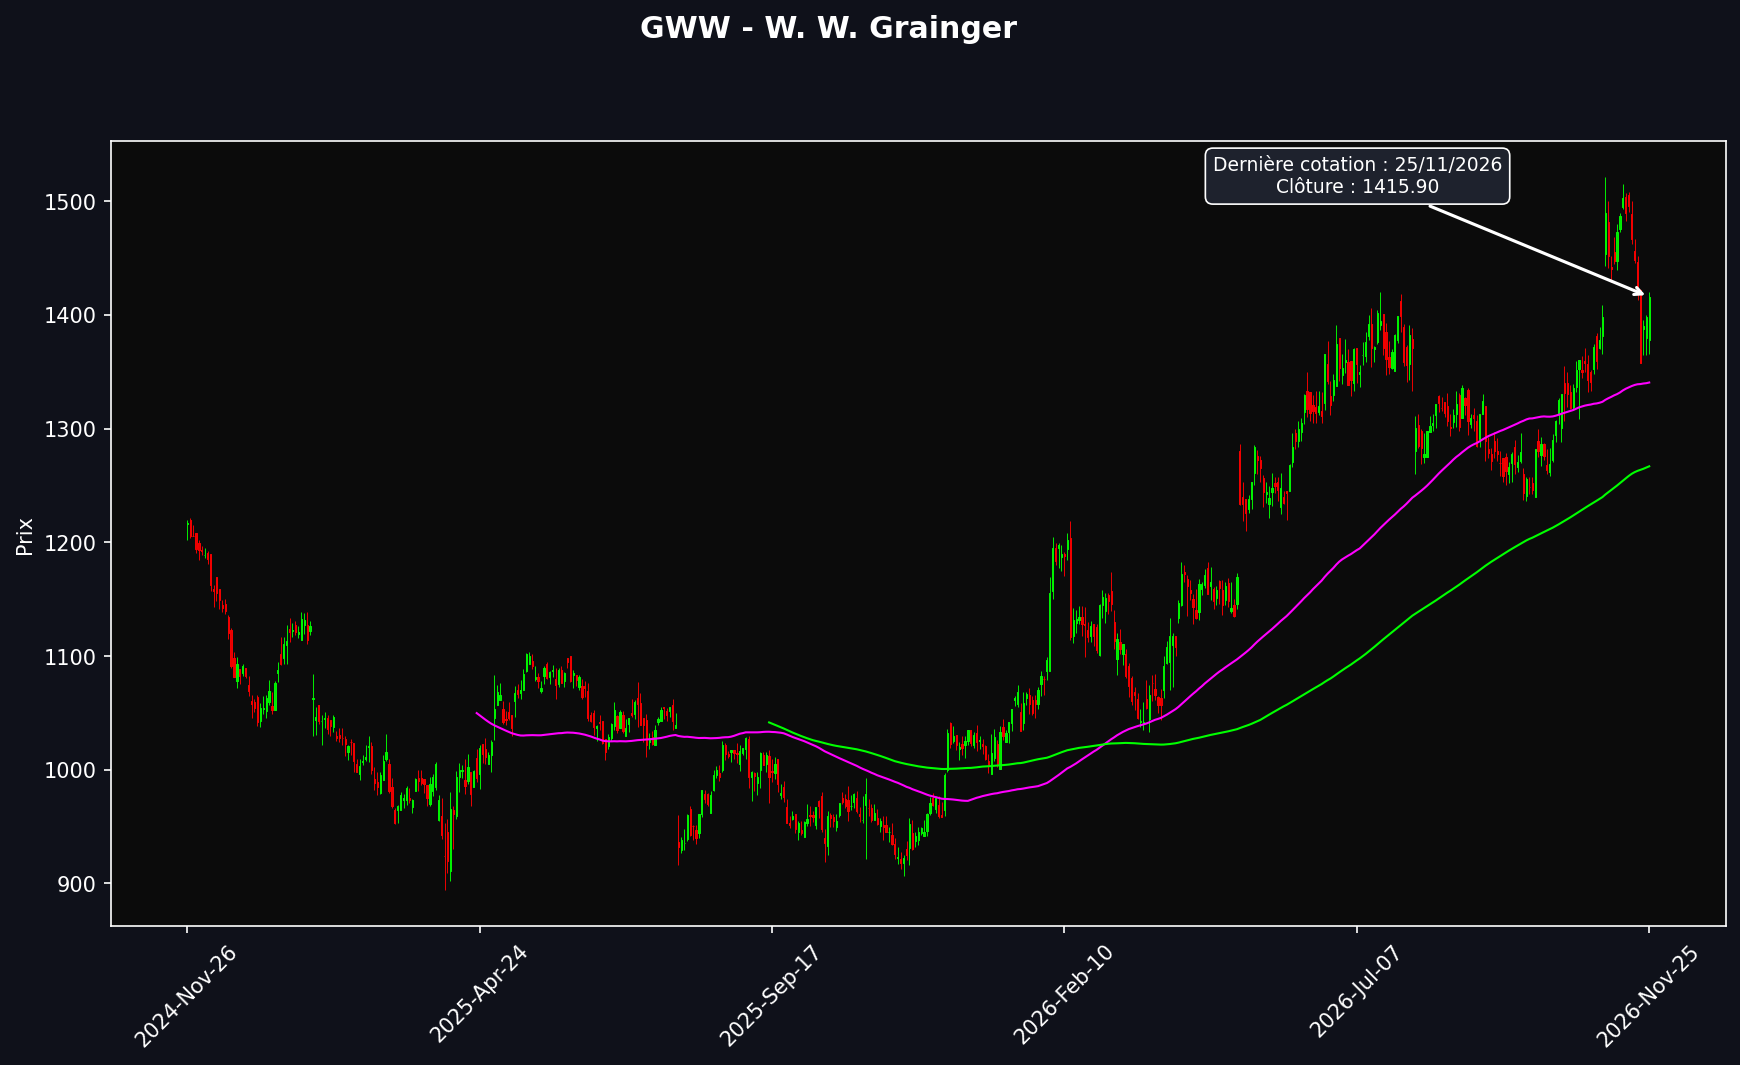 GWW - W. W. Grainger
Dernière cotation : 25/11/2026
Clôture : 1415.90
Prix
1500
1400
1300
1200
1100
1000
900
2024-Nov-26
2025-Apr-24
2025-Sep-17
2026-Feb-10
2026-Jul-07
2026-Nov-25